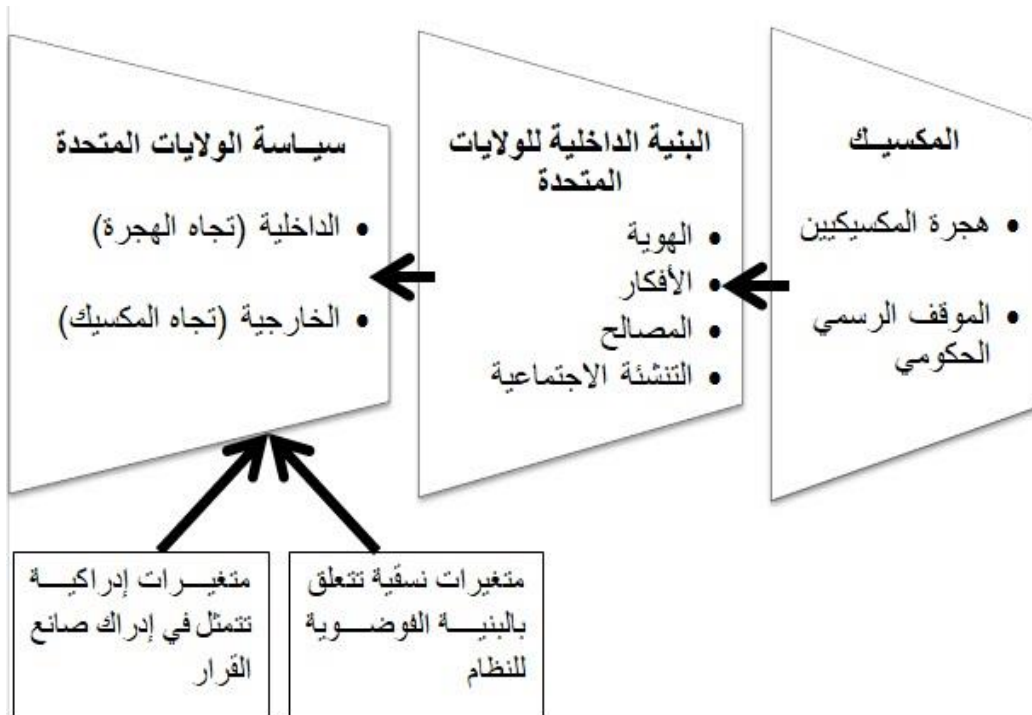 المكسيك
هجرة المكسيكيين
الموقف الرسمي
الحكومي
البنية الداخلية للولايات
المتحدة
الهوية
الأفكار
المصالح
التنشئة الاجتماعية
سياسة الولايات المتحدة
الداخلية (تجاه الهجرة)
الخارجية (تجاه المكسيك)
متغيرات نسقية تتعلق
بالبنية الفوضوية
للنظام
متغيرات إدراكية
تتمثل في إدراك صانع
القرار